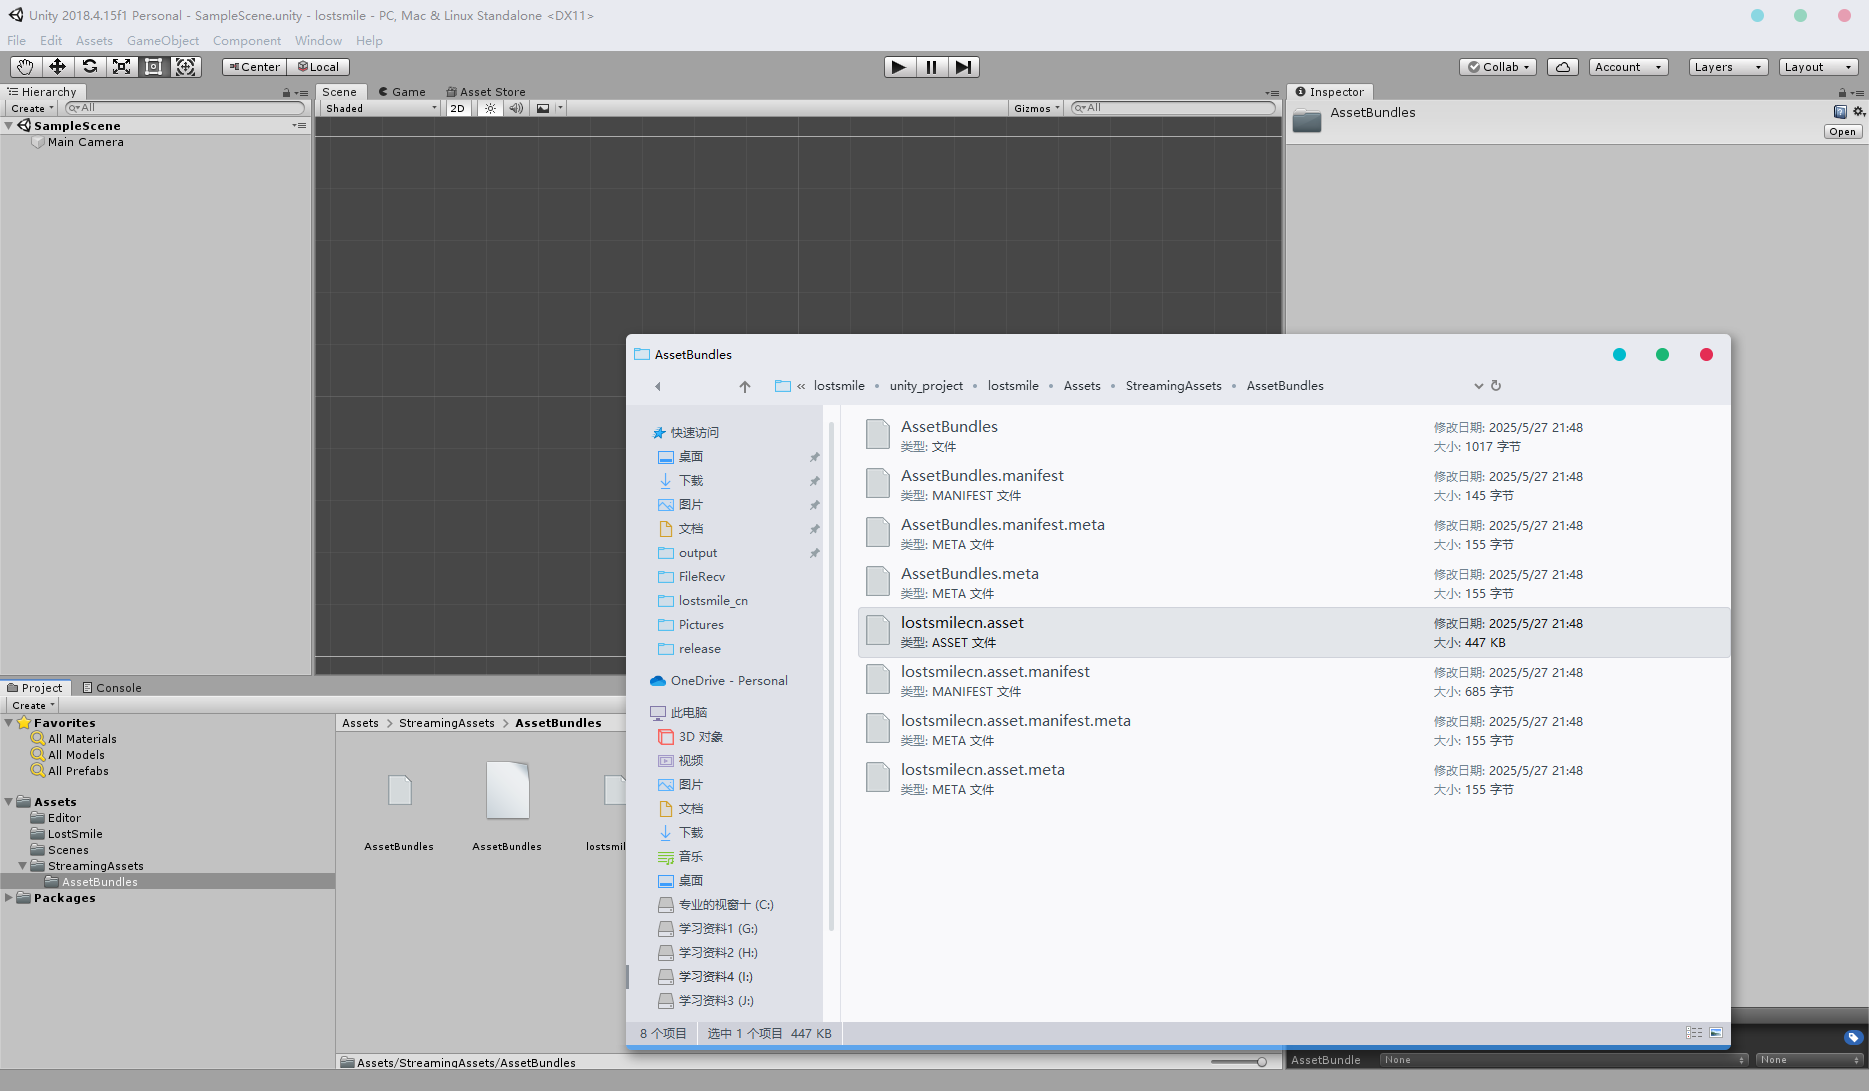 Unity 2018.4.15f1 Personal - SampleScene.unity - lostsmile - PC, Mac & Linux Standalone <DX11>
File Edit Assets GameObject Component Window Help
Center Local Collab Account Layers Layout
Hierarchy
Create All
SampleScene
Main Camera
Scene Game Asset Store
Shaded 2D Gizmos All
Inspector
AssetBundles
Open
Project Console
Create
Favorites
All Materials
All Models
All Prefabs
Assets
Editor
LostSmile
Scenes
StreamingAssets
AssetBundles
Packages
Assets > StreamingAssets > AssetBundles
AssetBundles AssetBundles lostsmil
Assets/StreamingAssets/AssetBundles
AssetBundles
« lostsmile • unity_project • lostsmile • Assets • StreamingAssets • AssetBundles
快速访问
桌面
下载
图片
文档
output
FileRecv
lostsmile_cn
Pictures
release
OneDrive - Personal
此电脑
3D 对象
视频
图片
文档
下载
音乐
桌面
专业的视窗十 (C:)
学习资料1 (G:)
学习资料2 (H:)
学习资料4 (I:)
学习资料3 (J:)
AssetBundles 修改日期: 2025/5/27 21:48
类型: 文件 大小: 1017 字节
AssetBundles.manifest 修改日期: 2025/5/27 21:48
类型: MANIFEST 文件 大小: 145 字节
AssetBundles.manifest.meta 修改日期: 2025/5/27 21:48
类型: META 文件 大小: 155 字节
AssetBundles.meta 修改日期: 2025/5/27 21:48
类型: META 文件 大小: 155 字节
lostsmilecn.asset 修改日期: 2025/5/27 21:48
类型: ASSET 文件 大小: 447 KB
lostsmilecn.asset.manifest 修改日期: 2025/5/27 21:48
类型: MANIFEST 文件 大小: 685 字节
lostsmilecn.asset.manifest.meta 修改日期: 2025/5/27 21:48
类型: META 文件 大小: 155 字节
lostsmilecn.asset.meta 修改日期: 2025/5/27 21:48
类型: META 文件 大小: 155 字节
8 个项目 选中 1 个项目 447 KB
AssetBundle None None